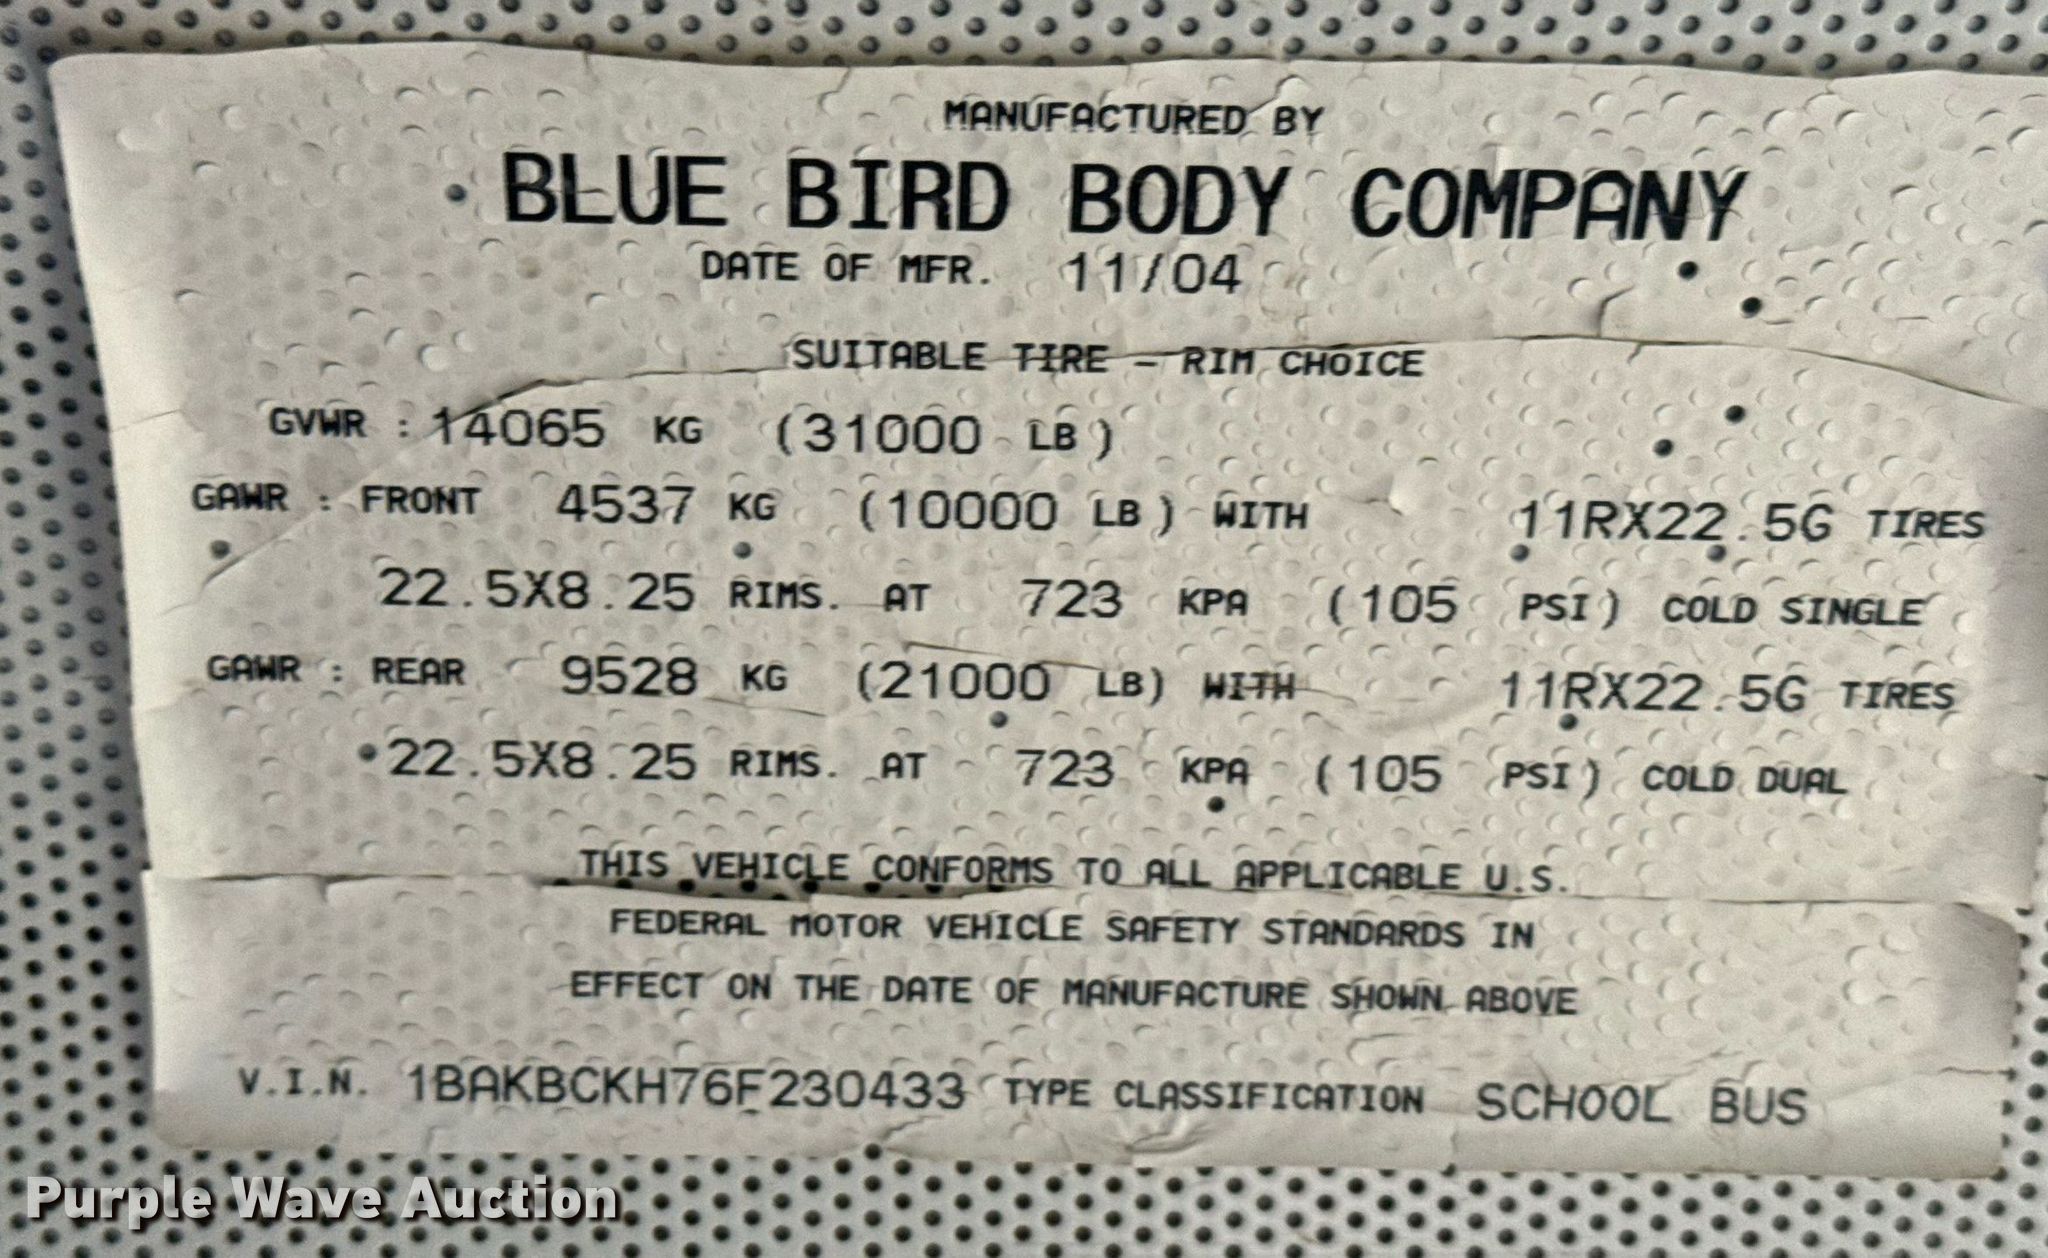 MANUFACTURED BY
BLUE BIRD BODY COMPANY
DATE OF MFR. 11/04
SUITABLE TIRE - RIM CHOICE
GVWR : 14065 KG (31000 LB)
GAWR : FRONT 4537 KG (10000 LB) WITH 11RX22.5G TIRES
22.5X8.25 RIMS. AT 723 KPA (105 PSI) COLD SINGLE
GAWR : REAR 9528 KG (21000 LB) WITH 11RX22.5G TIRES
22.5X8.25 RIMS. AT 723 KPA (105 PSI) COLD DUAL
THIS VEHICLE CONFORMS TO ALL APPLICABLE U.S.
FEDERAL MOTOR VEHICLE SAFETY STANDARDS IN
EFFECT ON THE DATE OF MANUFACTURE SHOWN ABOVE
V.I.N. 1BAKBCKH76F230433 TYPE CLASSIFICATION SCHOOL BUS
Purple Wave Auction